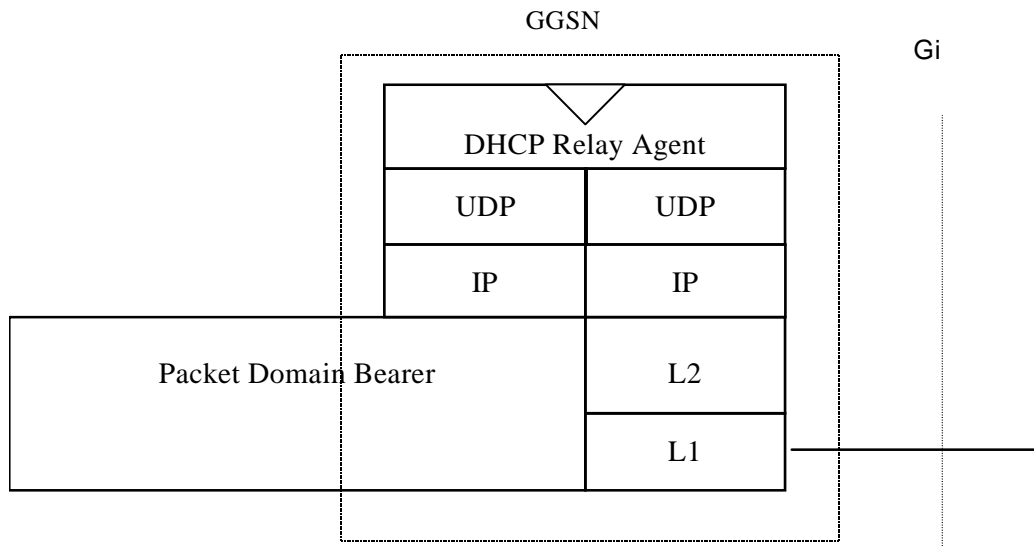 GGSN
Gi
DHCP Relay Agent
UDP
UDP
IP
IP
Packet Domain Bearer
L2
L1